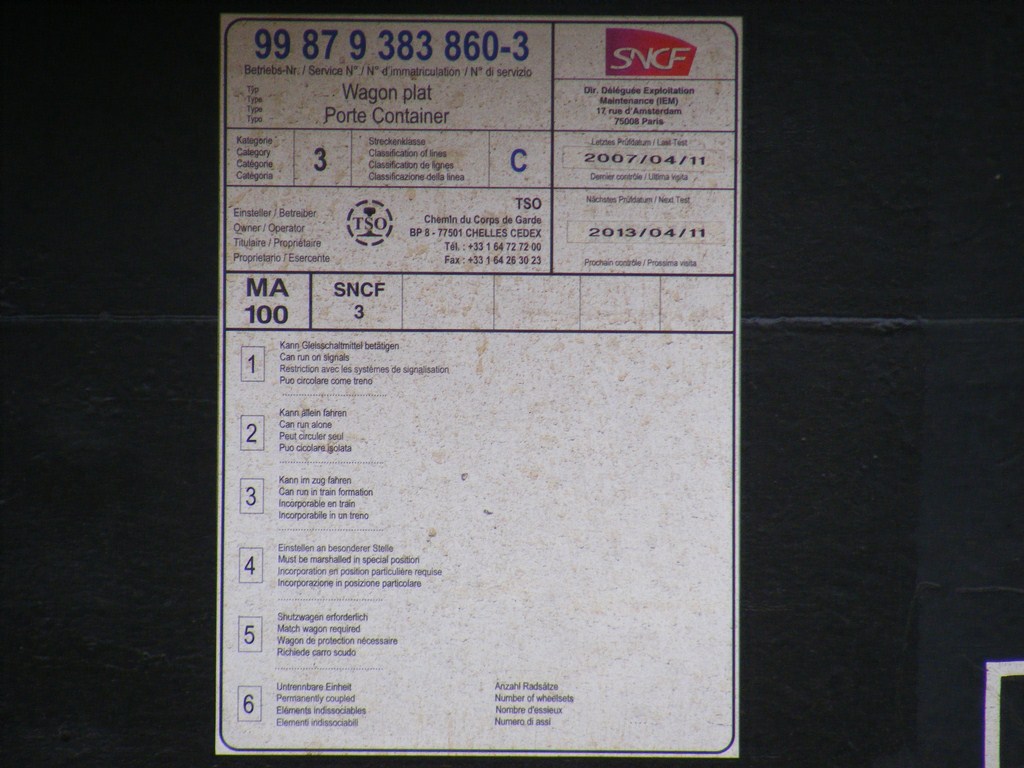 99 87 9 383 860-3
Betriebs-Nr. / Service N° / N° d'immatriculation / N° di servizio
Typ
Type
Type
Typo
Wagon plat
Porte Container
SNCF
Dir. Déléguée Exploitation
Maintenance (IEM)
17 rue d'Amsterdam
75008 Paris
Kategorie
Category
Catégorie
Catégoria
3
Streckenklasse
Classification of lines
Classification de lignes
Classificazione della linea
C
Letztes Prüfdatum / Last Test
2007/04/11
Dernier contrôle / Ultima visita
Einsteller / Betreiber
Owner / Operator
Titulaire / Propriétaire
Proprietario / Esercente
TSO
TSO
Chemin du Corps de Garde
BP 8 - 77501 CHELLES CEDEX
Tél. : +33 1 64 72 72 00
Fax : +33 1 64 26 30 23
Nächstes Prüfdatum / Next Test
2013/04/11
Prochain contrôle / Prossima visita
MA
100
SNCF
3
1
Kann Gleisschaltmittel betätigen
Can run on signals
Restriction avec les systèmes de signalisation
Puo circolare come treno
2
Kann allein fahren
Can run alone
Peut circuler seul
Puo cicolare isolata
3
Kann im zug fahren
Can run in train formation
Incorporable en train
Incorporabile in un treno
4
Einstellen an besonderer Stelle
Must be marshalled in special position
Incorporation en position particulière requise
Incorporazione in posizione particolare
5
Shutzwagen erforderlich
Match wagon required
Wagon de protection nécessaire
Richiede carro scudo
6
Untrennbare Einheit
Permanently coupled
Eléments indissociables
Elementi indissociabili
Anzahl Radsätze
Number of wheelsets
Nombre d'essieux
Numero di assi